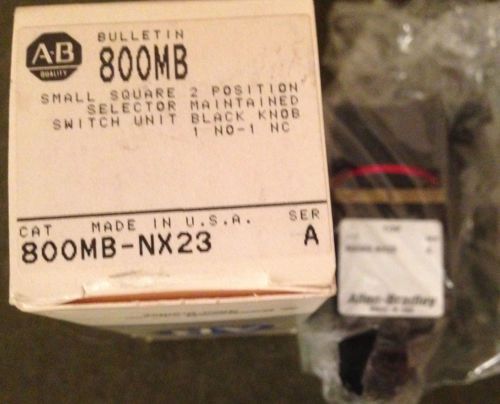 A-B
QUALITY
BULLETIN
800MB
SMALL SQUARE 2 POSITION
SELECTOR MAINTAINED
SWITCH UNIT BLACK KNOB
1 NO-1 NC
CAT MADE IN U.S.A. SER
800MB-NX23 A
Allen-Bradley